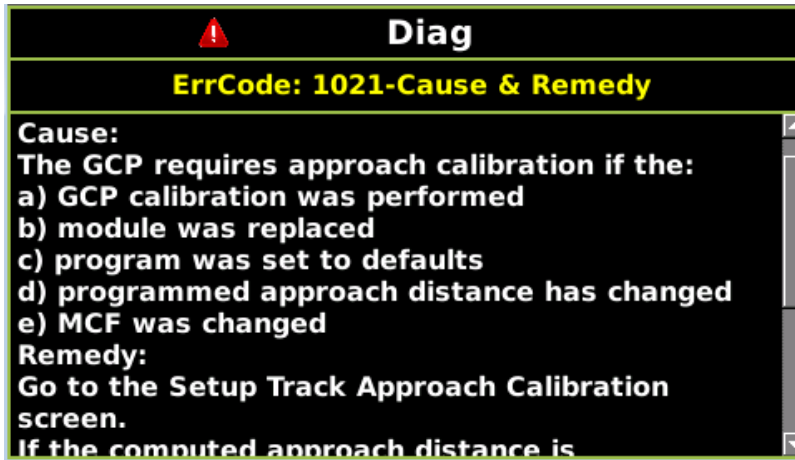 Diag
ErrCode: 1021-Cause & Remedy
Cause:
The GCP requires approach calibration if the:
a) GCP calibration was performed
b) module was replaced
c) program was set to defaults
d) programmed approach distance has changed
e) MCF was changed
Remedy:
Go to the Setup Track Approach Calibration
screen.
If the computed approach distance is